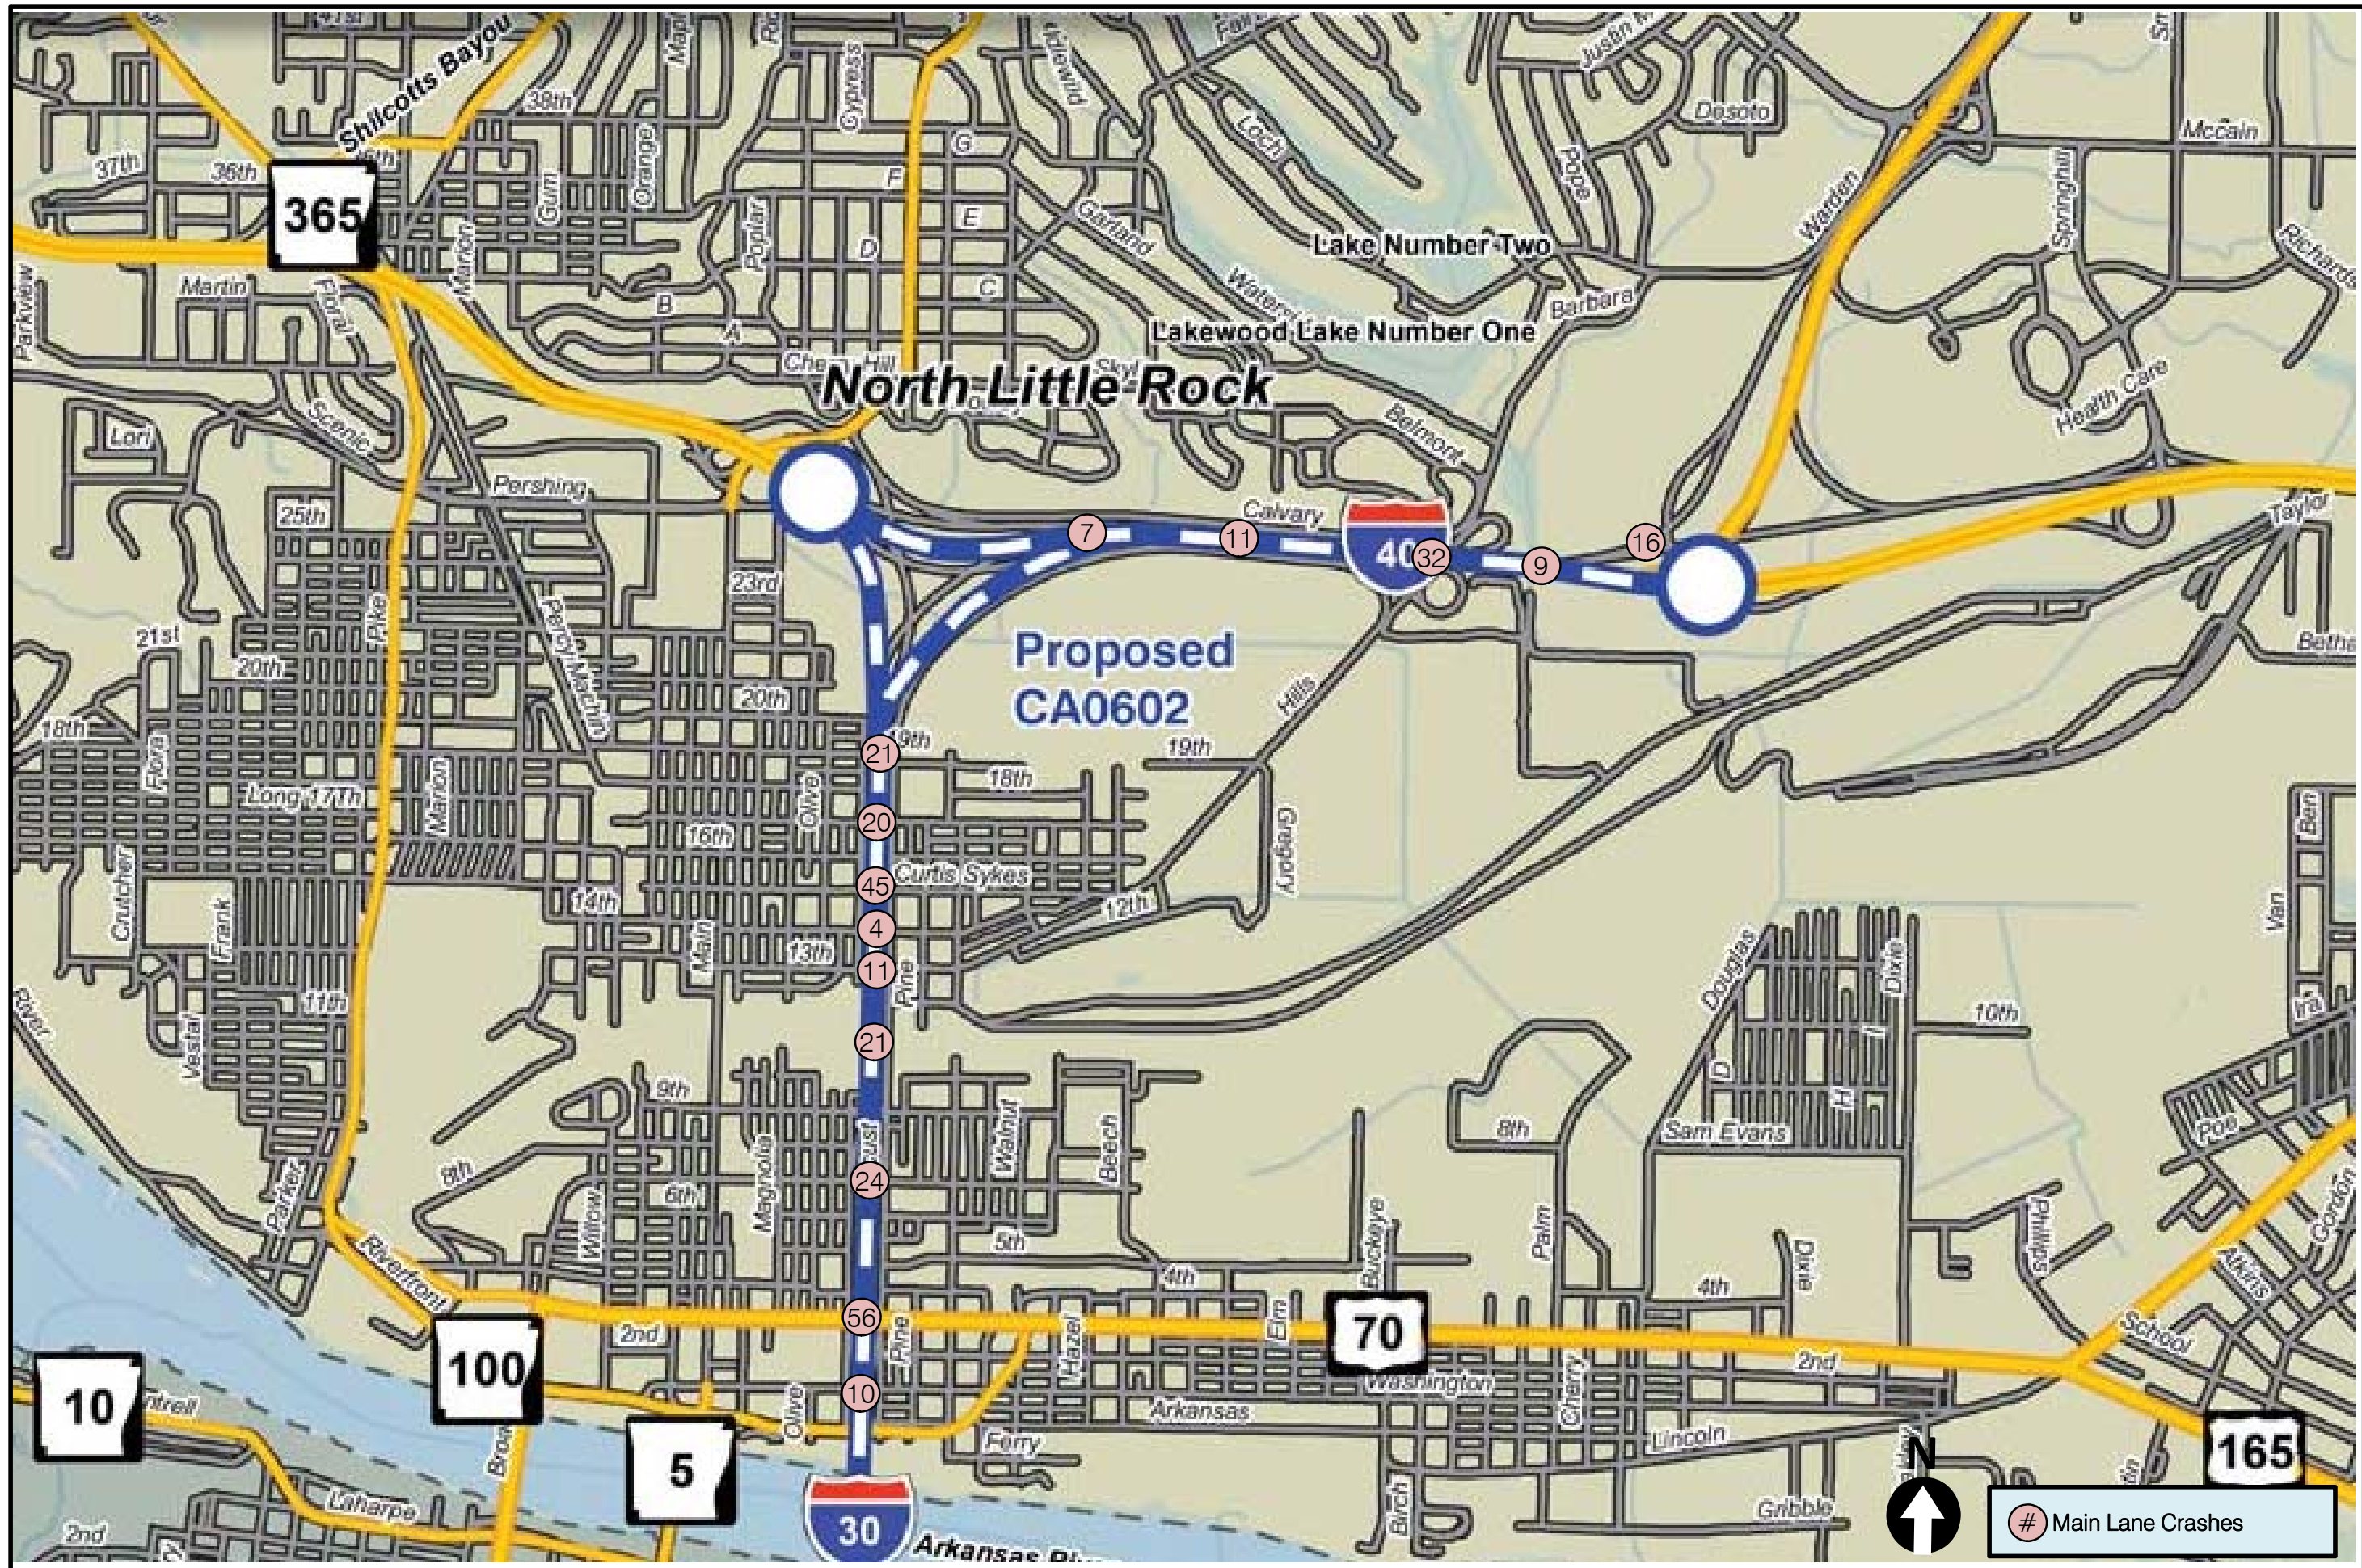 41st
Shilcotts Bayou
38th
Orange
Gum
Cypress
Idlewild
Loch
Pope
Desoto
Mccain
Springhill
Warden
Richards
37th
36th
365
Marion
Poplar
G
F
E
D
C
B
A
Garland
Lake Number Two
Barbara
Lakewood Lake Number One
Parkview
Martin
Floral
North Little Rock
Belmont
Health Care
Lori
Scenic
Pershing
25th
Calvary
Taylor
7
11
40
32
9
16
23rd
Pike
Percy Machin
21st
20th
20th
Proposed
CA0602
Hills
18th
Flora
21
19th
19th
18th
Long 17Th
Marion
Olive
16th
20
Gregory
Ben
Crutcher
Frank
45
Curtis Sykes
14th
12th
Main
13th
4
11
Pine
Van
Douglas
Dixie
River
11th
Vestal
21
10th
Ira
9th
D
H
Walnut
Beech
Magnolia
8th
Sam Evans
Poe
Parker
8th
6th
Willow
24
5th
4th
Buckeye
Palm
4th
Dixie
Phillips
Gordon
Atkins
Riverfront
2nd
56
Pine
Hazel
Elm
70
2nd
School
100
10
Olive
10
Washington
Cherry
Arkansas
Lincoln
5
Ferry
165
N
Laharpe
2nd
30
Arkansas
Birch
Gribble
# Main Lane Crashes